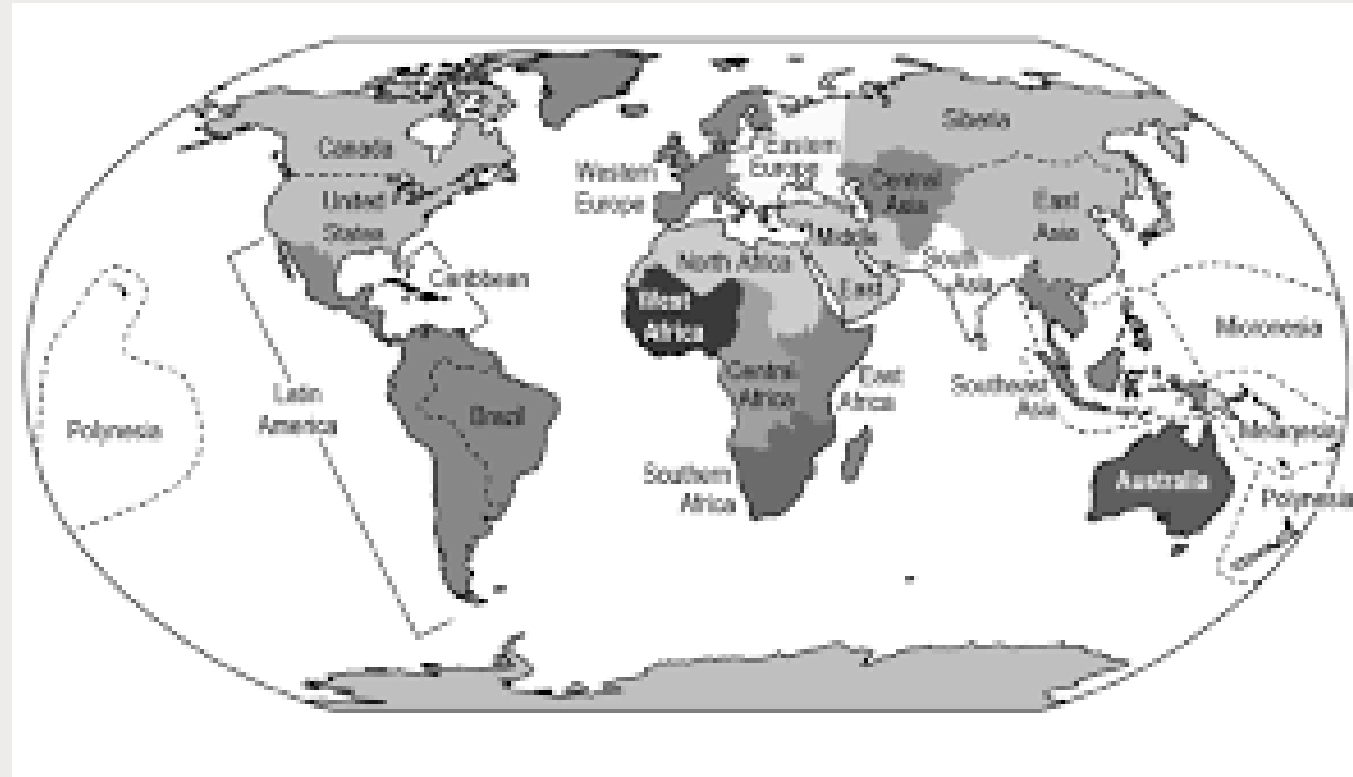 Canada
United
States
Caribbean
Latin
America
Brazil
Polynesia
Western
Europe
Eastern
Europe
North Africa
West
Africa
Central
Africa
East
Africa
Southern
Africa
Middle
East
Siberia
Central
Asia
East
Asia
South
Asia
Southeast
Asia
Micronesia
Melanesia
Australia
Polynesia